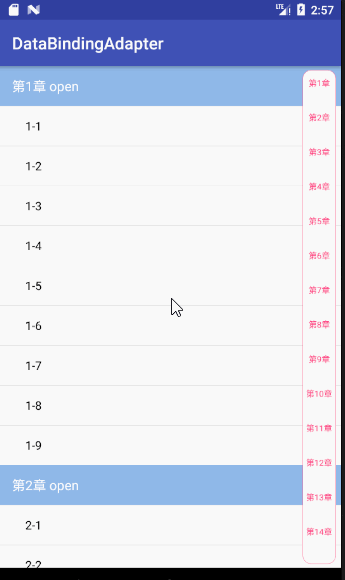 LTE 2:57
DataBindingAdapter
第1章 open
1-1
1-2
1-3
1-4
1-5
1-6
1-7
1-8
1-9
第2章 open
2-1
2-2
第1章
第2章
第3章
第4章
第5章
第6章
第7章
第8章
第9章
第10章
第11章
第12章
第13章
第14章